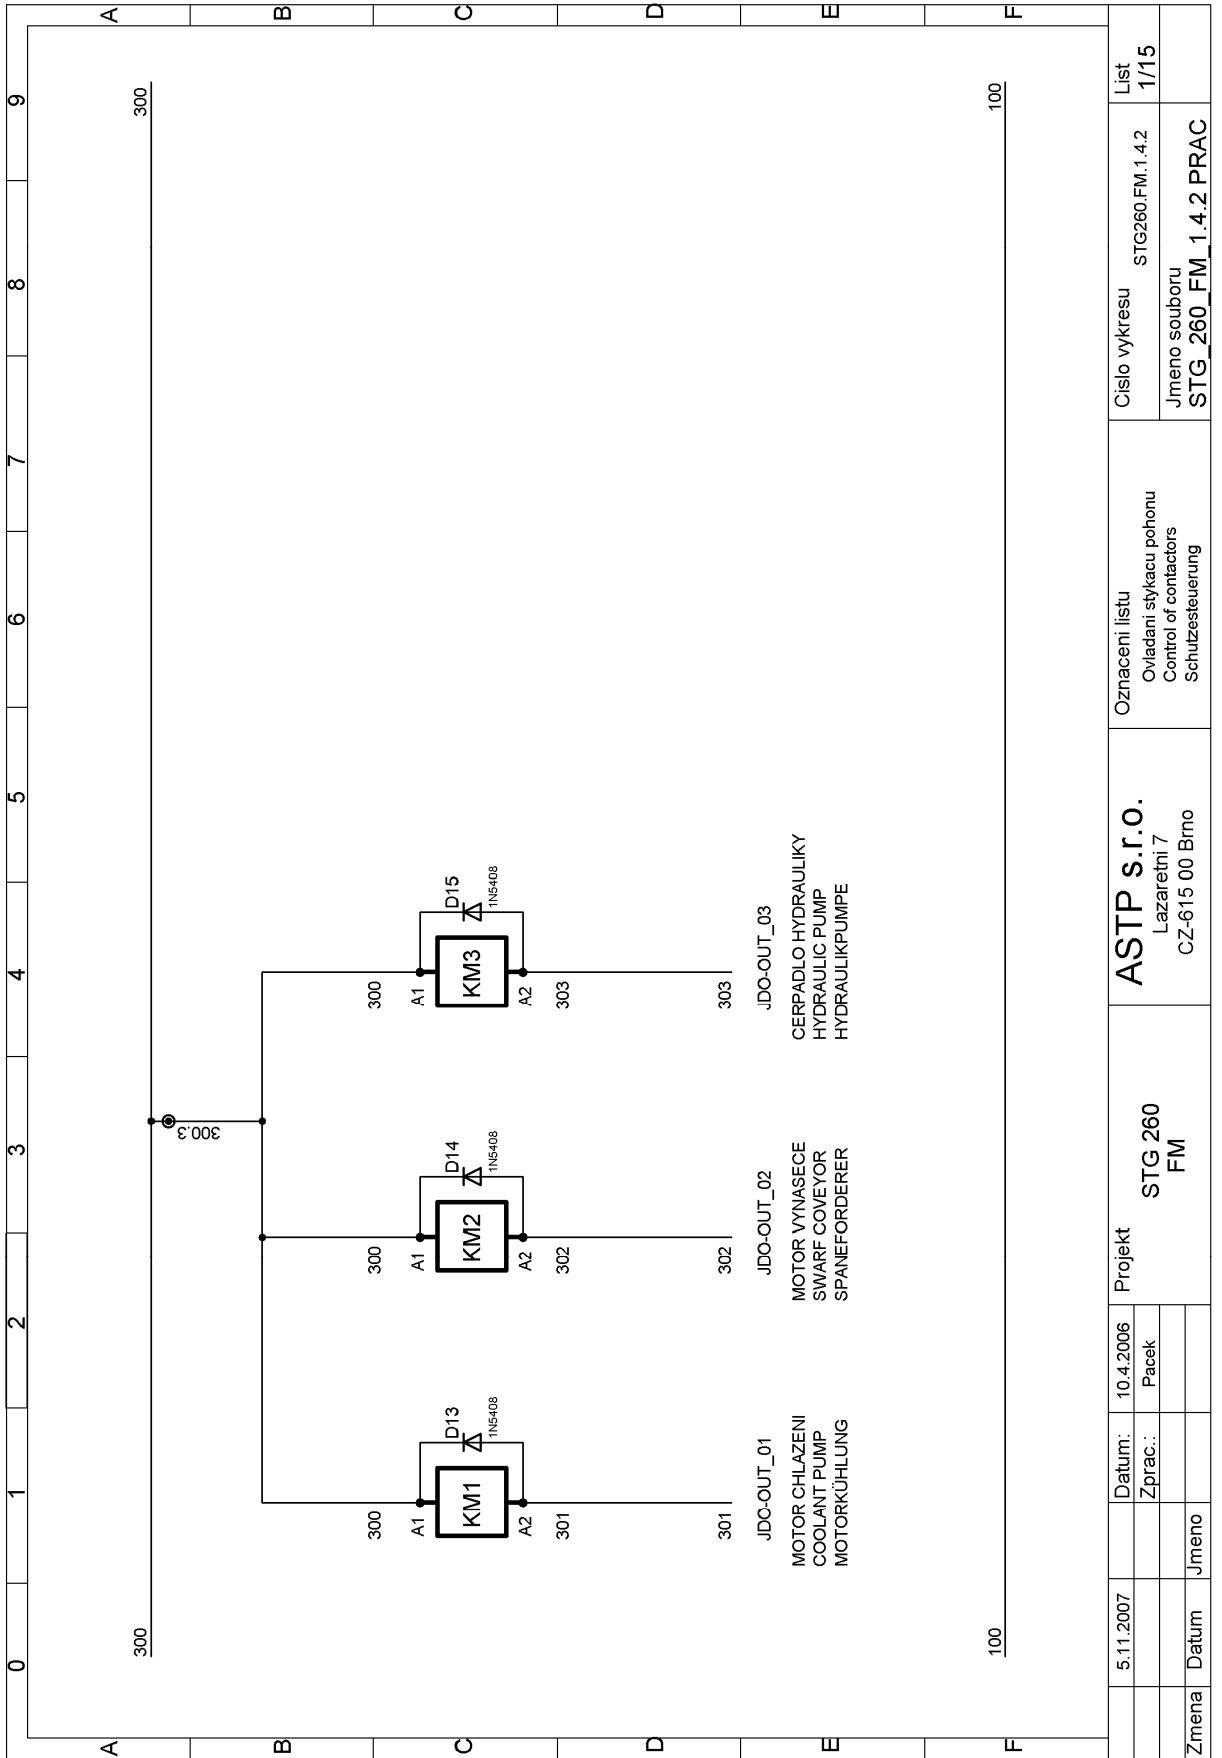 0 1 2 3 4 5 6 7 8 9
A A
300 300
300.3
B B
300 300 300
A1 A1 A1
D13 D14 D15
KM1 KM2 KM3
1N5408 1N5408 1N5408
C C
A2 A2 A2
301 302 303
D D
301 302 303
JDO-OUT_01 JDO-OUT_02 JDO-OUT_03
MOTOR CHLAZENI
COOLANT PUMP
MOTORKÜHLUNG
MOTOR VYNASECE
SWARF COVEYOR
SPANEFORDERER
CERPADLO HYDRAULIKY
HYDRAULIC PUMP
HYDRAULIKPUMPE
E E
100 100
F F
5.11.2007
Zmena Datum Jmeno
Datum: 10.4.2006
Zprac.: Pacek
Projekt
STG 260
FM
ASTP s.r.o.
Lazaretni 7
CZ-615 00 Brno
Oznaceni listu
Ovladani stykacu pohonu
Control of contactors
Schutzesteuerung
Cislo vykresu STG260.FM.1.4.2
Jmeno souboru
STG_260_FM_1.4.2 PRAC
List
1/15